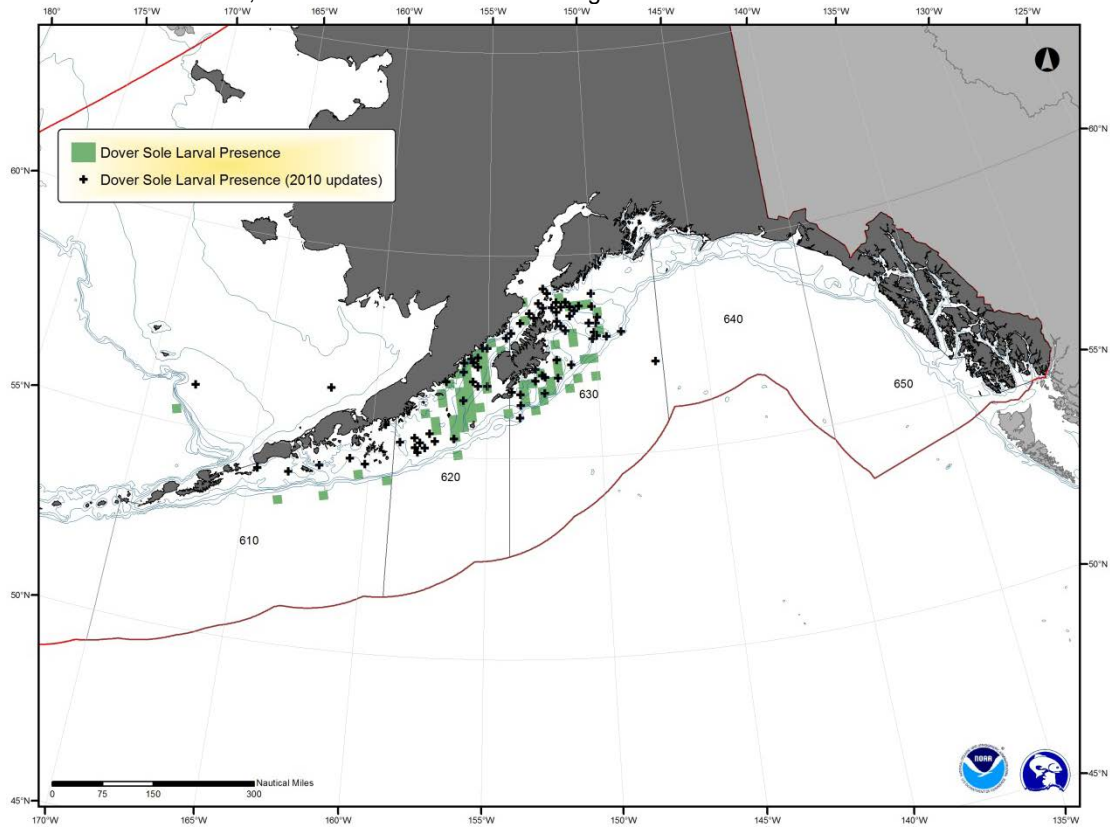 180° 175°W 170°W 165°W 160°W 155°W 150°W 145°W 140°W 135°W 130°W 125°W
60°N
60°N
Dover Sole Larval Presence
Dover Sole Larval Presence (2010 updates)
640
55°N
650
55°N
630
620
610
50°N
50°N
NOAA
Nautical Miles
0 75 150 300
45°N
45°N
170°W 165°W 160°W 155°W 150°W 145°W 140°W 135°W